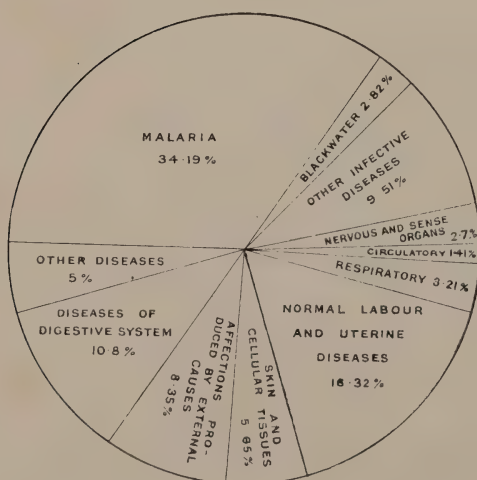 MALARIA
34·19%
BLACKWATER 2·82%
OTHER INFECTIVE
DISEASES
9 51%
NERVOUS AND SENSE
ORGANS 2·7%
CIRCULATORY 1·41%
RESPIRATORY 3·21%
NORMAL LABOUR
AND UTERINE
DISEASES
16·32%
SKIN AND
CELLULAR TISSUES
5 65%
AFFECTIONS PRO-
DUCED BY EXTERNAL
CAUSES
8·35%
DISEASES OF
DIGESTIVE SYSTEM
10·8%
OTHER DISEASES
5%